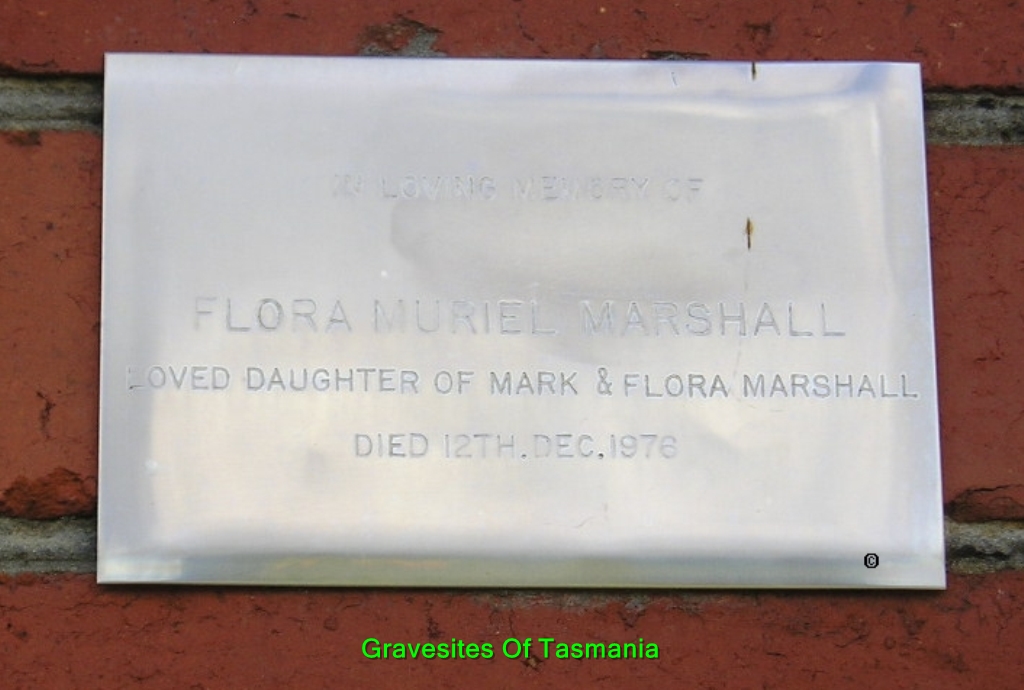 IN LOVING MEMORY OF
FLORA MURIEL MARSHALL
LOVED DAUGHTER OF MARK & FLORA MARSHALL
DIED 12TH.DEC.1976
©
Gravesites Of Tasmania